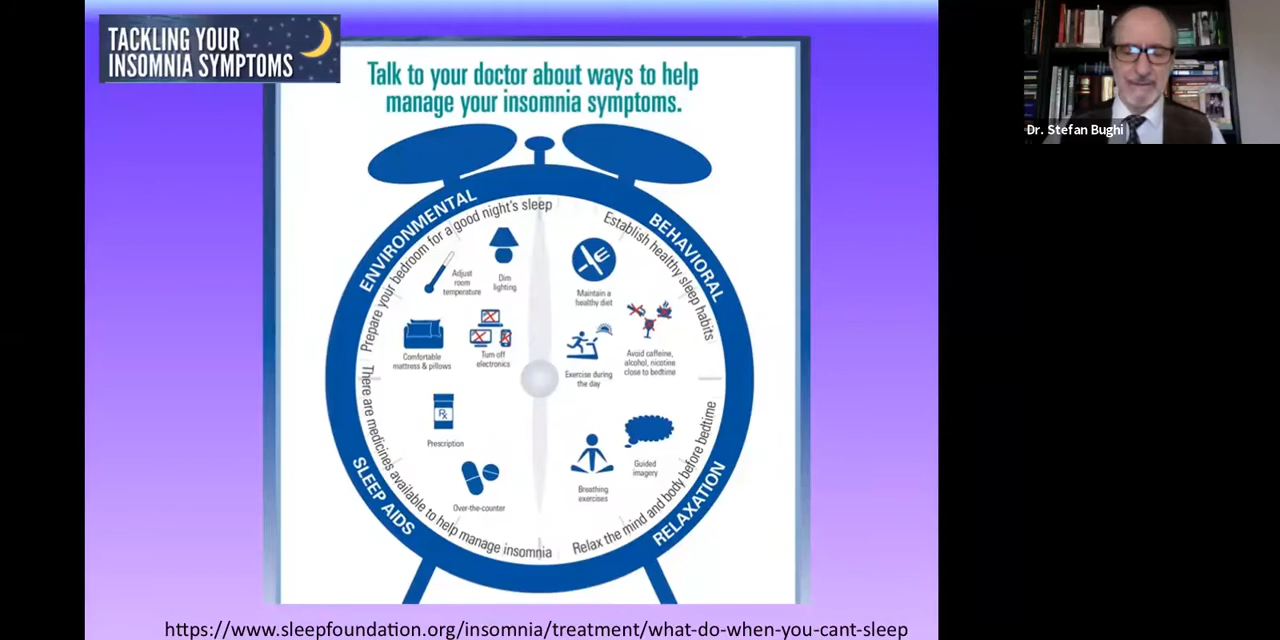 TACKLING YOUR
INSOMNIA SYMPTOMS
Dr. Stefan Bughi
Talk to your doctor about ways to help
manage your insomnia symptoms.
ENVIRONMENTAL
Prepare your bedroom for a good night's sleep
Adjust
room
temperature
Dim
lighting
Comfortable
mattress & pillows
Turn off
electronics
BEHAVIORAL
Establish healthy sleep habits
Maintain a
healthy diet
Exercise during
the day
Avoid caffeine,
alcohol, nicotine
close to bedtime
SLEEP AIDS
There are medicines available to help manage insomnia
Rx
Prescription
Over-the-counter
RELAXATION
Relax the mind and body before bedtime
Guided
imagery
Breathing
exercises
https://www.sleepfoundation.org/insomnia/treatment/what-do-when-you-cant-sleep